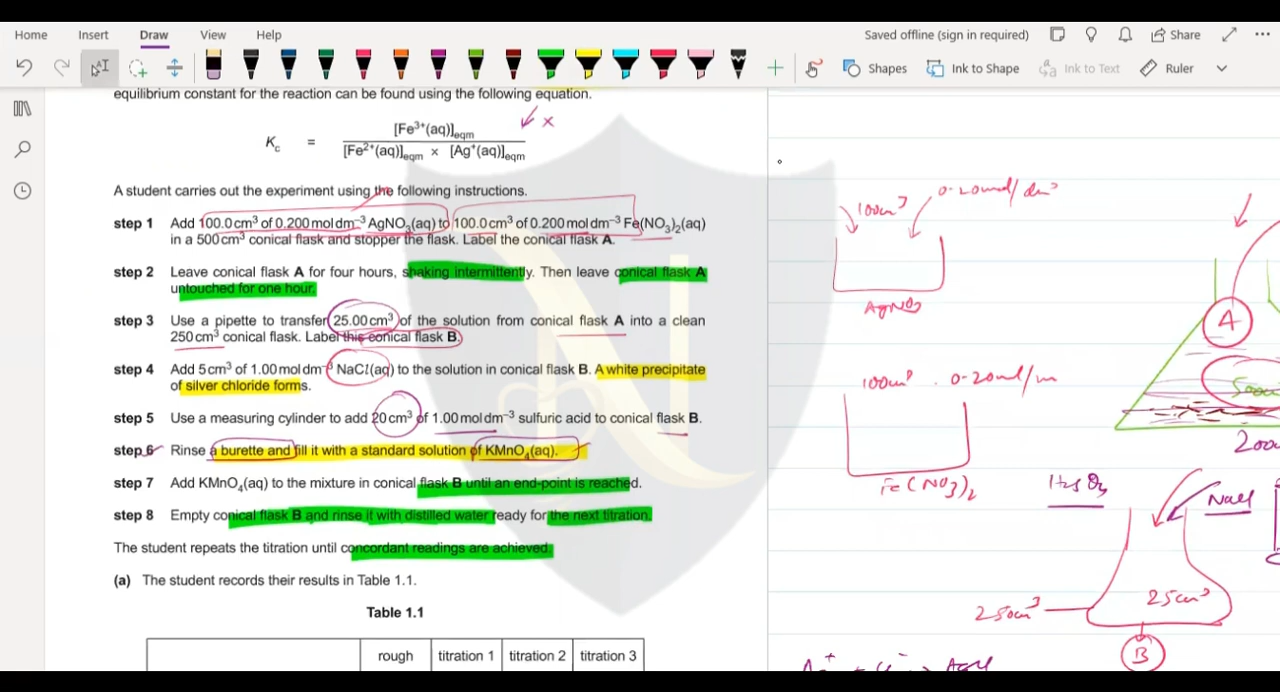 Home Insert Draw View Help Saved offline (sign in required) Share
Shapes Ink to Shape Ink to Text Ruler
equilibrium constant for the reaction can be found using the following equation.
Kc = [Fe³⁺(aq)]eqm / [Fe²⁺(aq)]eqm × [Ag⁺(aq)]eqm
×
A student carries out the experiment using the following instructions.
step 1 Add 100.0 cm³ of 0.200 mol dm⁻³ AgNO₃(aq) to 100.0 cm³ of 0.200 mol dm⁻³ Fe(NO₃)₂(aq)
in a 500 cm³ conical flask and stopper the flask. Label the conical flask A.
step 2 Leave conical flask A for four hours, shaking intermittently. Then leave conical flask A
untouched for one hour.
step 3 Use a pipette to transfer 25.00 cm³ of the solution from conical flask A into a clean
250 cm³ conical flask. Label this conical flask B.
step 4 Add 5 cm³ of 1.00 mol dm⁻³ NaCl(aq) to the solution in conical flask B. A white precipitate
of silver chloride forms.
step 5 Use a measuring cylinder to add 20 cm³ of 1.00 mol dm⁻³ sulfuric acid to conical flask B.
step 6 Rinse a burette and fill it with a standard solution of KMnO₄(aq).
step 7 Add KMnO₄(aq) to the mixture in conical flask B until an end-point is reached.
step 8 Empty conical flask B and rinse it with distilled water ready for the next titration.
The student repeats the titration until concordant readings are achieved.
(a) The student records their results in Table 1.1.
Table 1.1
rough titration 1 titration 2 titration 3
100cm³ 0.20mol/dm³
AgNO₃
100cm³ . 0.20mol/m
Fe(NO₃)₂
A
NaCl
25cm³
250cm³
B